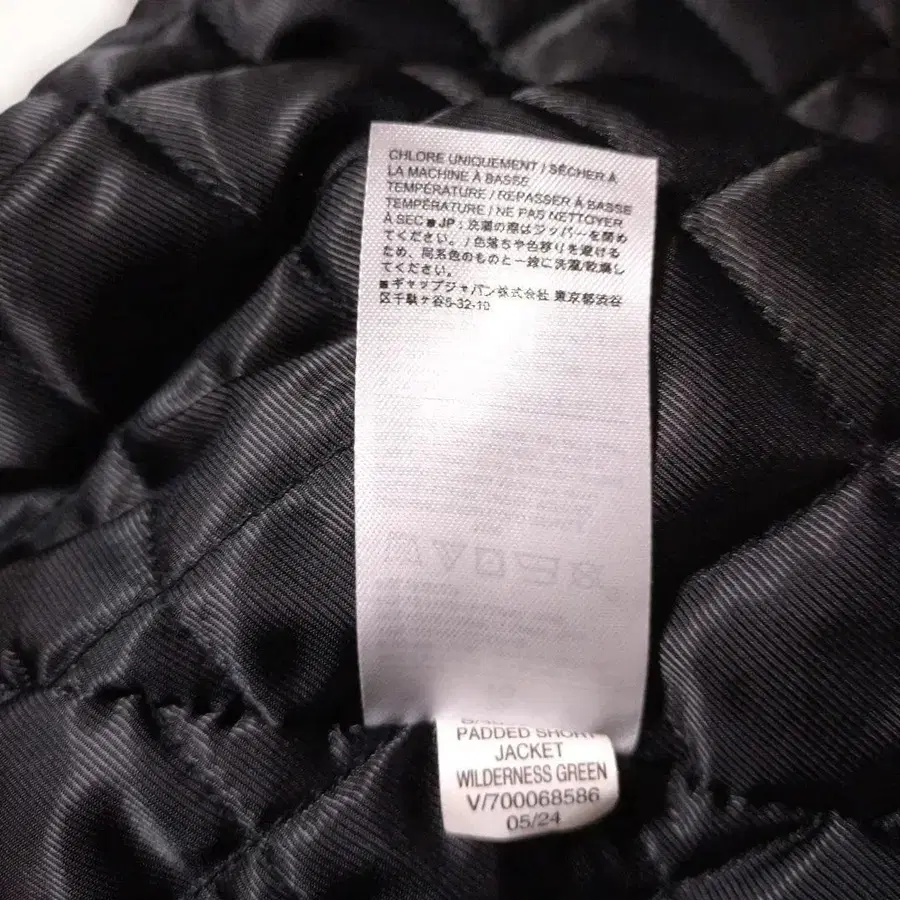 CHLORE UNIQUEMENT / SÉCHER À
LA MACHINE À BASSE
TEMPÉRATURE / REPASSER À BASSE
TEMPÉRATURE / NE PAS NETTOYER
À SEC ■ JP : 洗濯の際はジッパーを閉め
てください。 / 色落ちや色移りを避ける
ため、同系色のものと一緒に洗濯/乾燥し
てください。
■ギャップジャパン株式会社 東京都渋谷
区千駄ヶ谷5-32-10
PADDED SHORT
JACKET
WILDERNESS GREEN
V/700068586
05/24